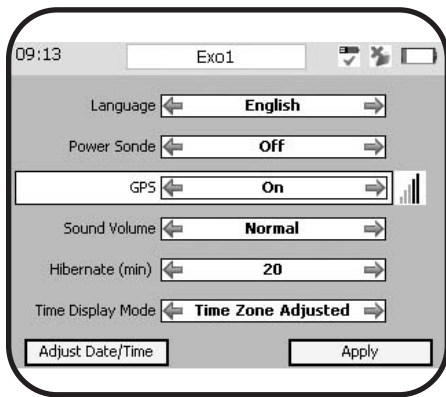 09:13 Exo1
Language English
Power Sonde Off
GPS On
Sound Volume Normal
Hibernate (min) 20
Time Display Mode Time Zone Adjusted
Adjust Date/Time Apply